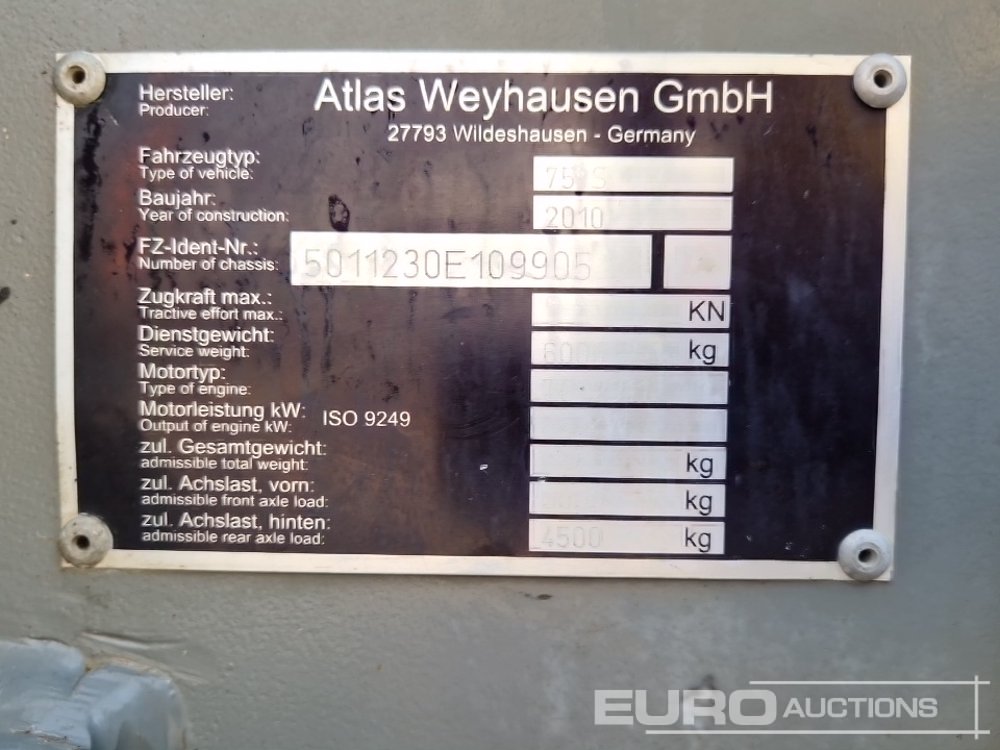 Hersteller: Atlas Weyhausen GmbH
Producer:
27793 Wildeshausen - Germany
Fahrzeugtyp:
Type of vehicle:
Baujahr: 2010
Year of construction:
FZ-Ident-Nr.: 5011230E109905
Number of chassis:
Zugkraft max.: KN
Tractive effort max.:
Dienstgewicht: kg
Service weight:
Motortyp:
Type of engine:
Motorleistung kW: ISO 9249
Output of engine kW:
zul. Gesamtgewicht: kg
admissible total weight:
zul. Achslast, vorn: kg
admissible front axle load:
zul. Achslast, hinten: 4500 kg
admissible rear axle load:
EURO AUCTIONS